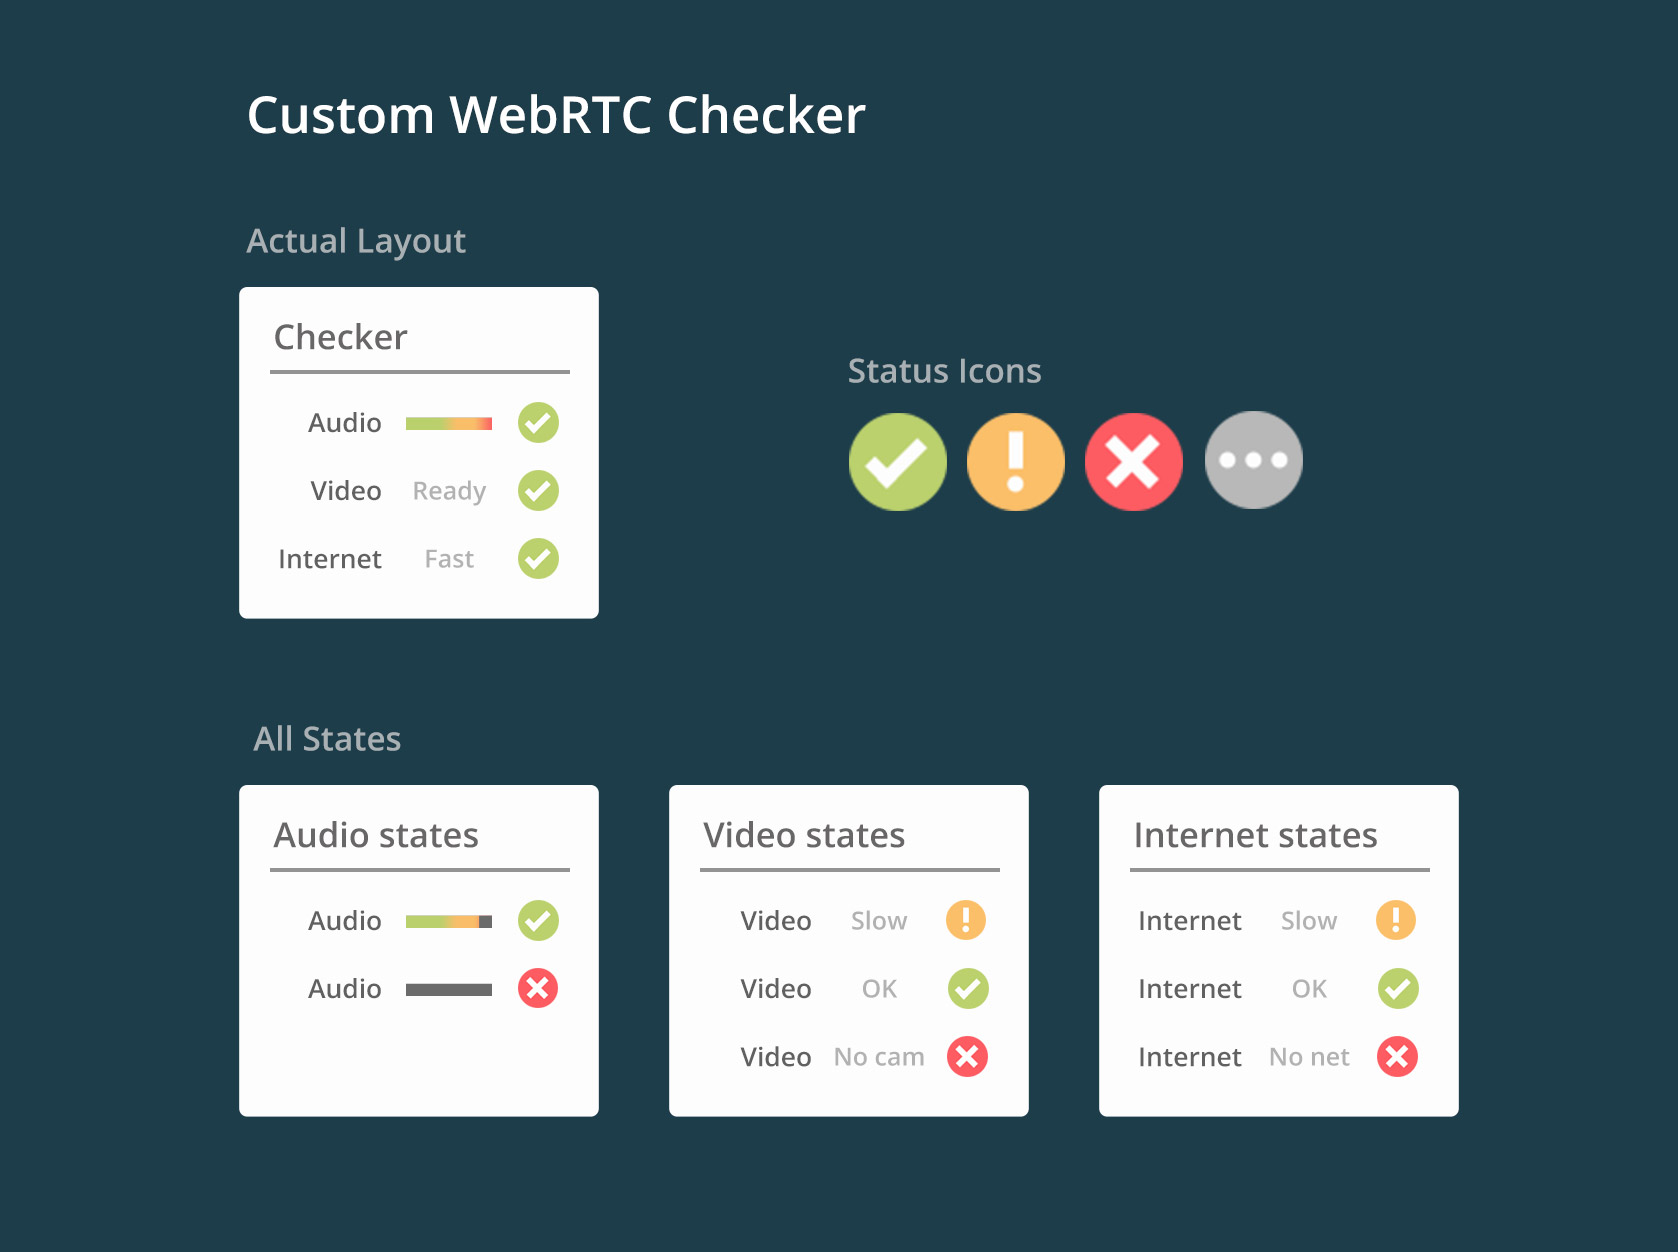 Custom WebRTC Checker
Actual Layout
Checker
Audio
Video Ready
Internet Fast
Status Icons
All States
Audio states
Audio
Audio
Video states
Video Slow
Video OK
Video No cam
Internet states
Internet Slow
Internet OK
Internet No net